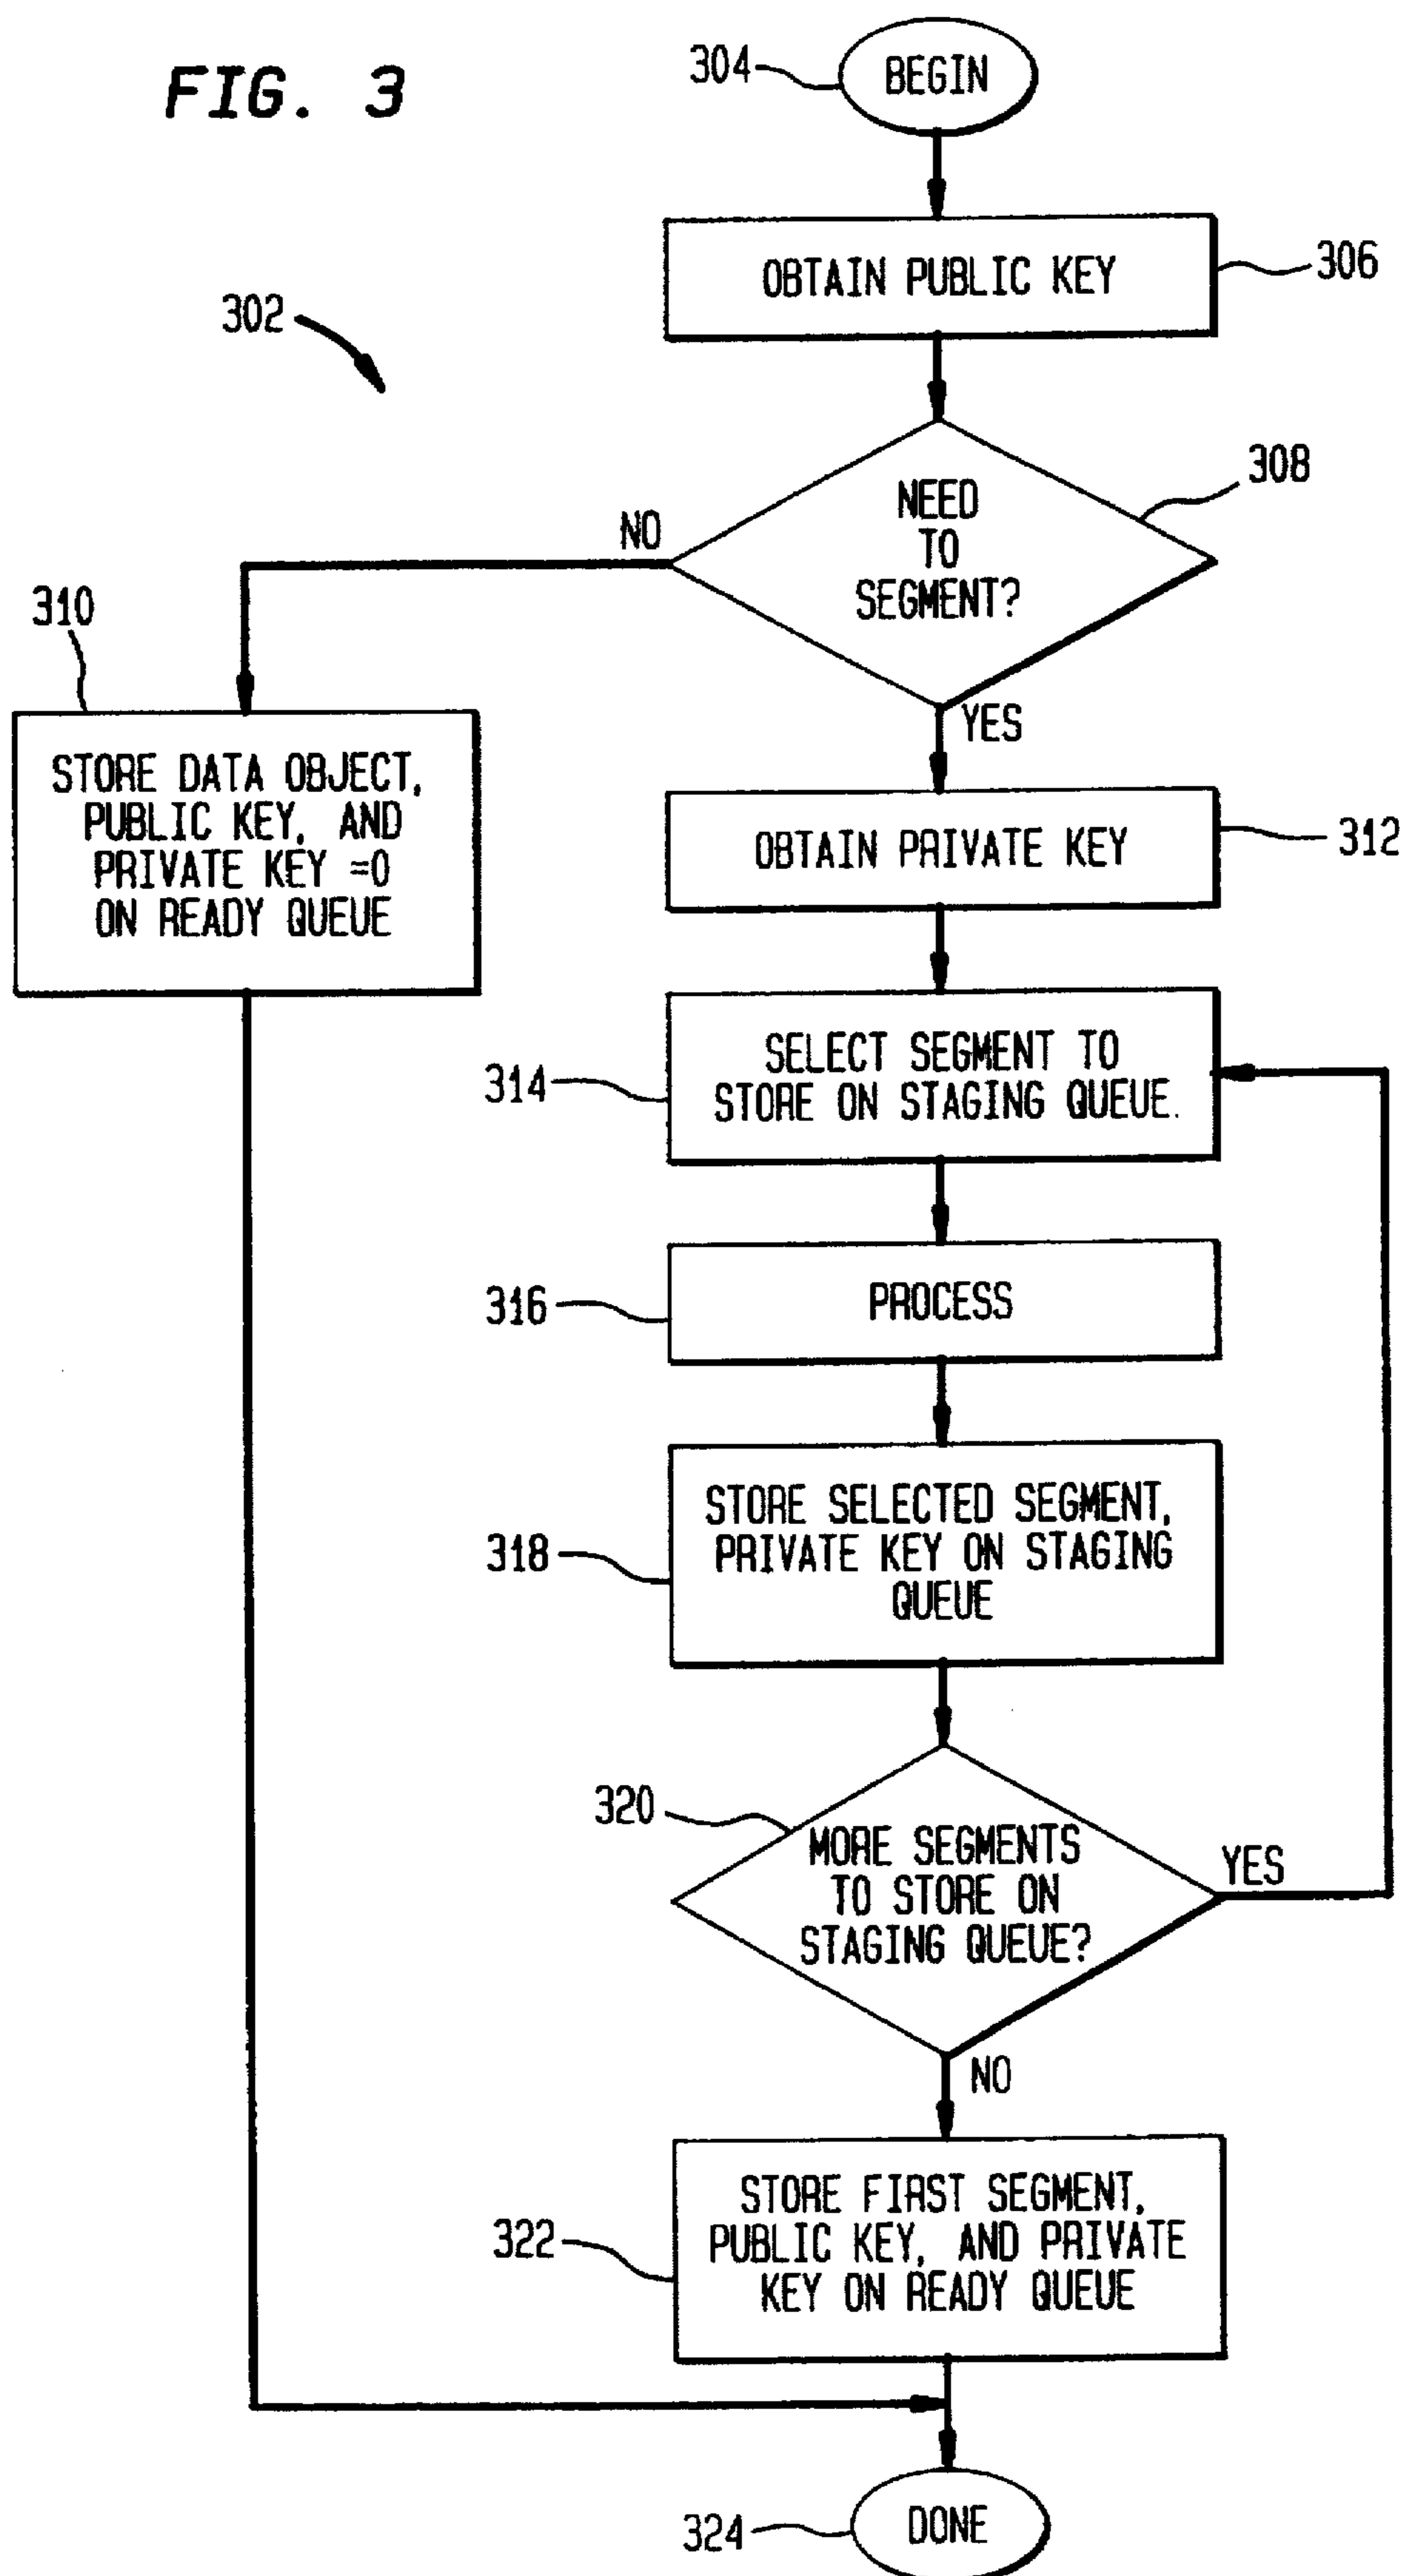 FIG. 3
304
BEGIN
OBTAIN PUBLIC KEY
306
302
308
NEED
TO
SEGMENT?
NO
YES
310
STORE DATA OBJECT,
PUBLIC KEY, AND
PRIVATE KEY =0
ON READY QUEUE
OBTAIN PRIVATE KEY
312
314
SELECT SEGMENT TO
STORE ON STAGING QUEUE.
316
PROCESS
318
STORE SELECTED SEGMENT,
PRIVATE KEY ON STAGING
QUEUE
320
MORE SEGMENTS
TO STORE ON
STAGING QUEUE?
YES
NO
322
STORE FIRST SEGMENT,
PUBLIC KEY, AND PRIVATE
KEY ON READY QUEUE
324
DONE